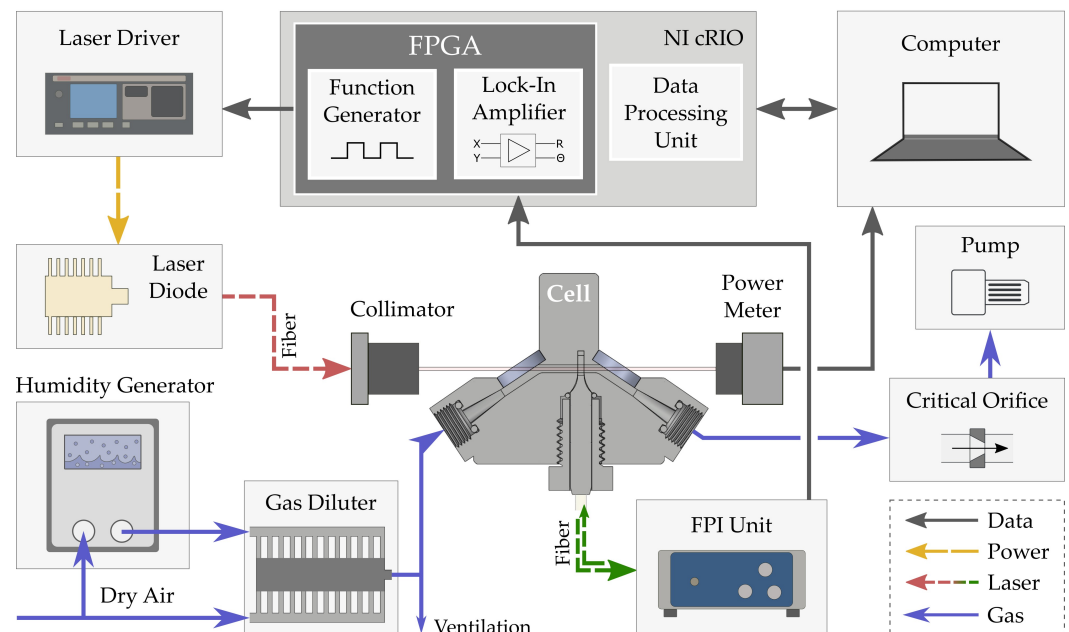 Laser Driver
FPGA
NI cRIO
Function
Generator
Lock-In
Amplifier
X
Y
R
Θ
Data
Processing
Unit
Computer
Laser
Diode
Fiber
Collimator
Cell
Power
Meter
Pump
Humidity Generator
Critical Orifice
Gas Diluter
Dry Air
Ventilation
Fiber
FPI Unit
Data
Power
Laser
Gas